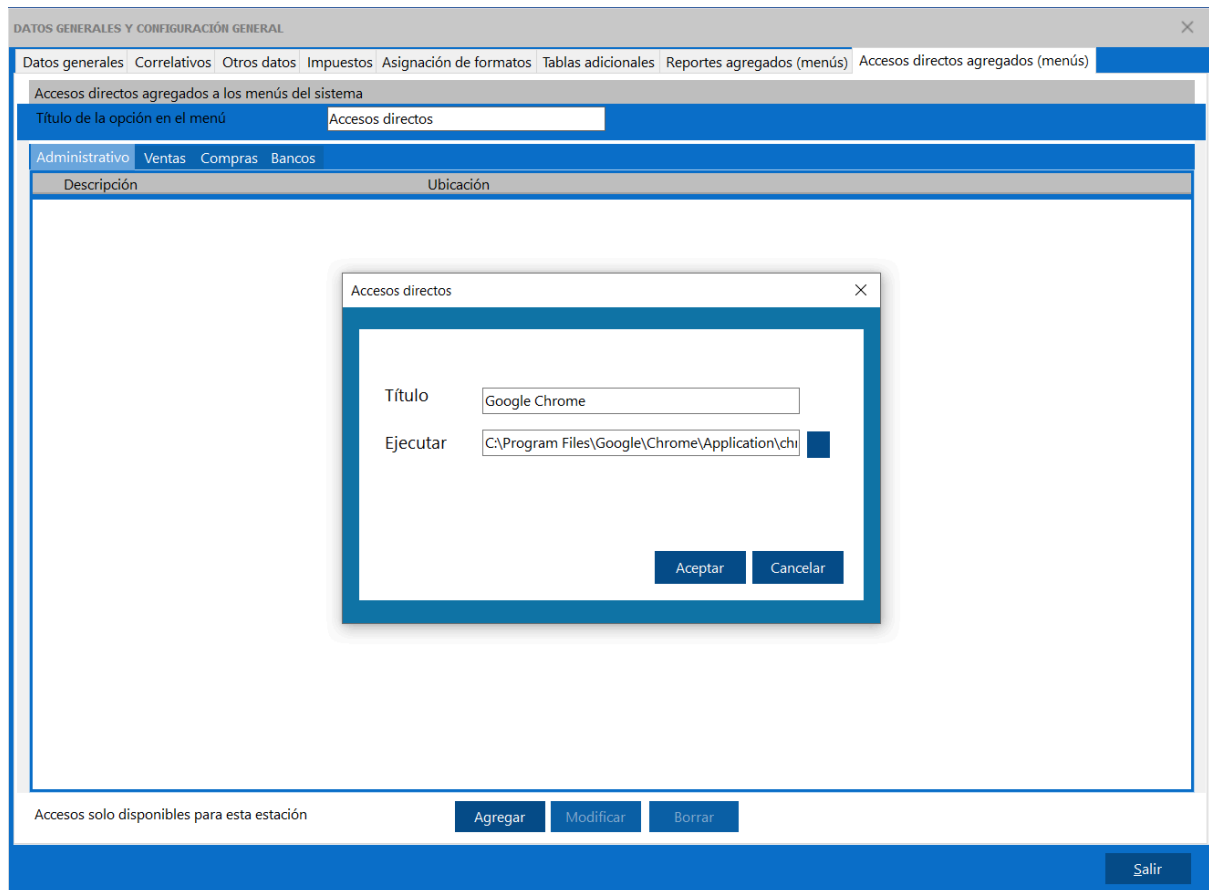 DATOS GENERALES Y CONFIGURACIÓN GENERAL
Datos generales Correlativos Otros datos Impuestos Asignación de formatos Tablas adicionales Reportes agregados (menús) Accesos directos agregados (menús)
Accesos directos agregados a los menús del sistema
Título de la opción en el menú Accesos directos
Administrativo Ventas Compras Bancos
Descripción Ubicación
Accesos directos
Título Google Chrome
Ejecutar C:\Program Files\Google\Chrome\Application\chr
Aceptar Cancelar
Accesos solo disponibles para esta estación Agregar Modificar Borrar
Salir